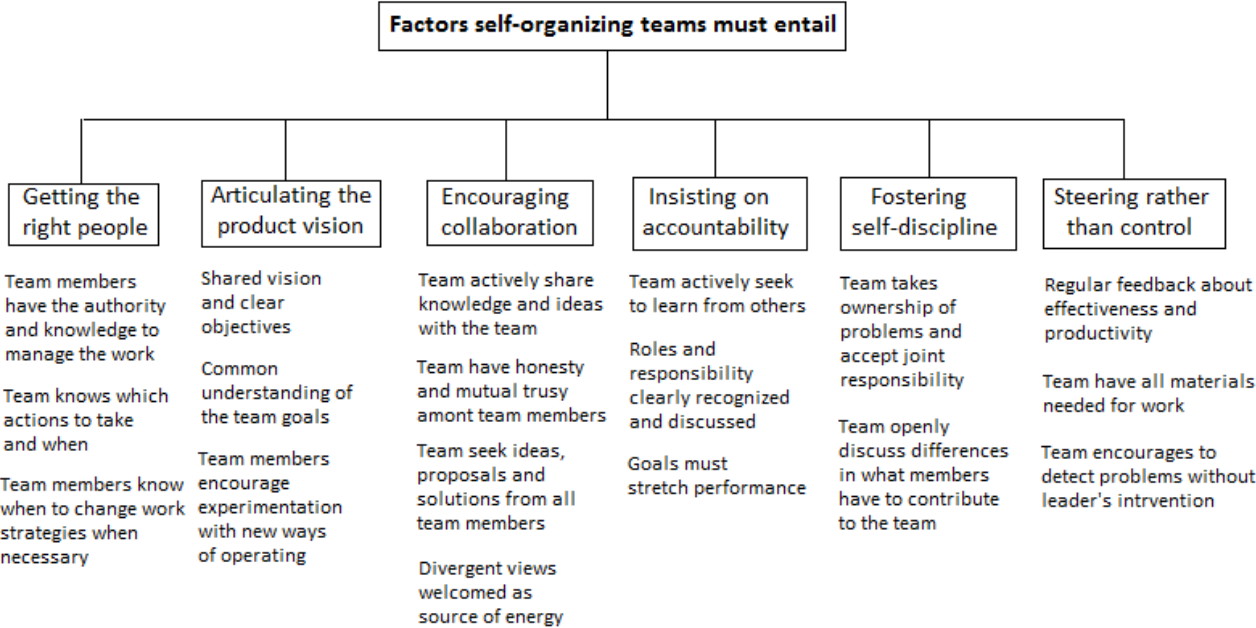 Factors self-organizing teams must entail
Getting the
right people
Team members
have the authority
and knowledge to
manage the work
Team knows which
actions to take
and when
Team members know
when to change work
strategies when
necessary
Articulating the
product vision
Shared vision
and clear
objectives
Common
understanding of
the team goals
Team members
encourage
experimentation
with new ways
of operating
Encouraging
collaboration
Team actively share
knowledge and ideas
with the team
Team have honesty
and mutual trusy
amont team members
Team seek ideas,
proposals and
solutions from all
team members
Divergent views
welcomed as
source of energy
Insisting on
accountability
Team actively seek
to learn from others
Roles and
responsibility
clearly recognized
and discussed
Goals must
stretch performance
Fostering
self-discipline
Team takes
ownership of
problems and
accept joint
responsibility
Team openly
discuss differences
in what members
have to contribute
to the team
Steering rather
than control
Regular feedback about
effectiveness and
productivity
Team have all materials
needed for work
Team encourages to
detect problems without
leader's intrvention